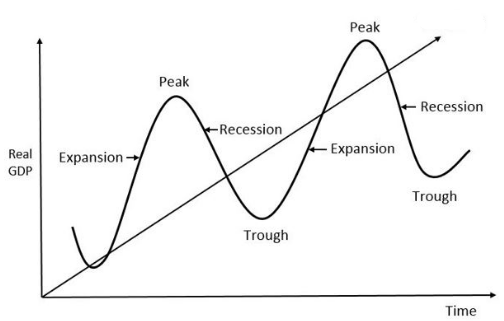 Peak
Peak
Recession
Recession
Expansion
Expansion
Real
GDP
Trough
Trough
Time